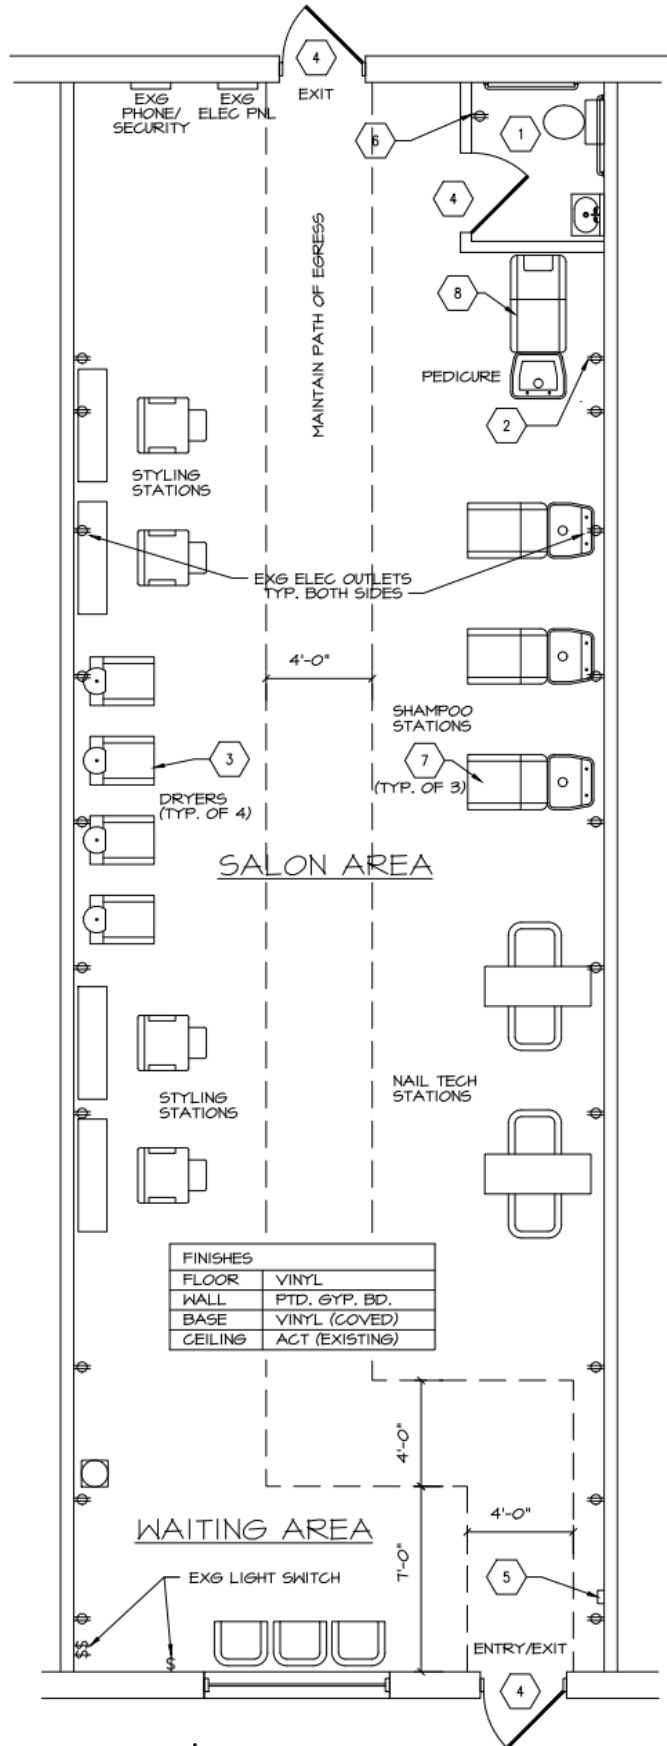 4
EXIT
EXG
PHONE/
SECURITY
EXG
ELEC PNL
6
1
4
MAINTAIN PATH OF EGRESS
8
PEDICURE
2
STYLING
STATIONS
EXG ELEC OUTLETS
TYP. BOTH SIDES
4'-0"
SHAMPOO
STATIONS
3
7
(TYP. OF 3)
DRYERS
(TYP. OF 4)
SALON AREA
NAIL TECH
STATIONS
STYLING
STATIONS
FINISHES
FLOOR VINYL
WALL PTD. GYP. BD.
BASE VINYL (COVED)
CEILING ACT (EXISTING)
4'-0"
4'-0"
WAITING AREA
7'-0"
EXG LIGHT SWITCH
5
$$
$
ENTRY/EXIT
4